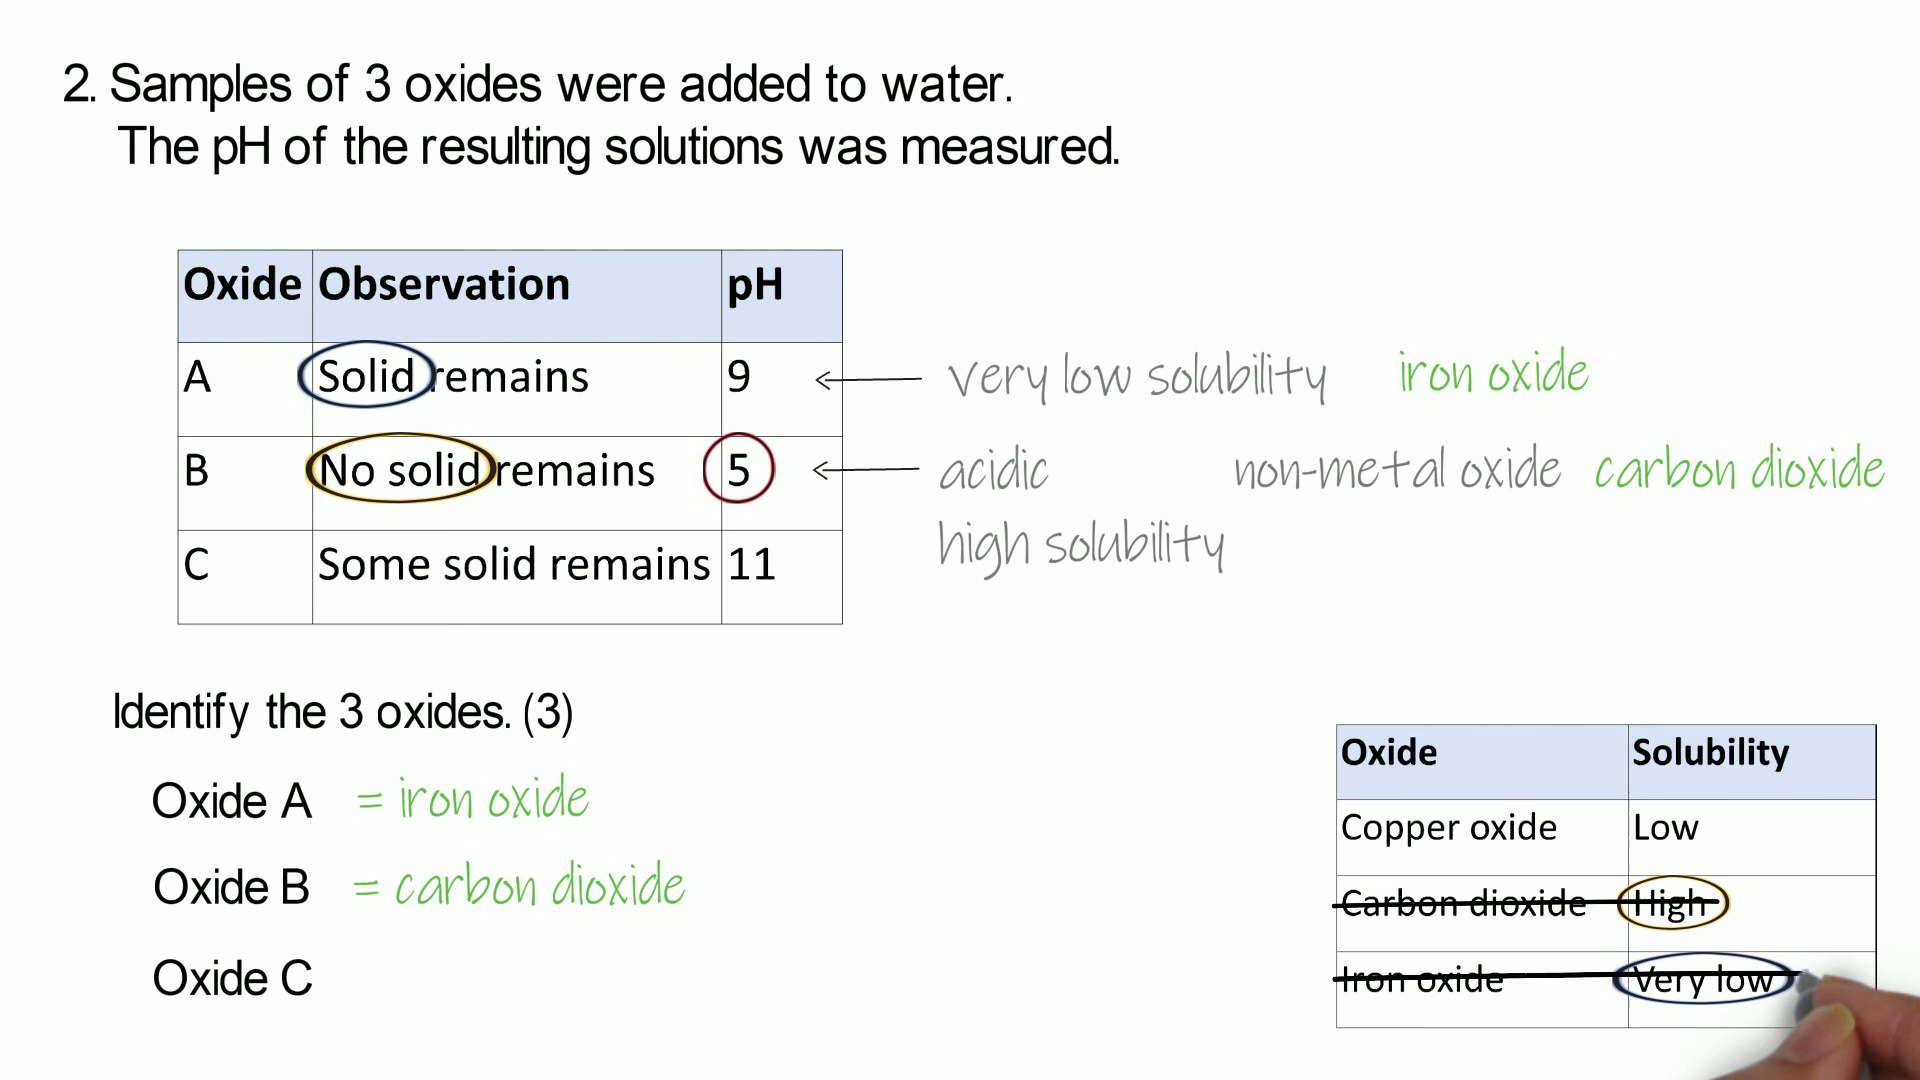 2. Samples of 3 oxides were added to water.
The pH of the resulting solutions was measured.
Oxide Observation pH
A Solid remains 9 very low solubility iron oxide
B No solid remains 5 acidic non-metal oxide carbon dioxide
high solubility
C Some solid remains 11
Identify the 3 oxides. (3)
Oxide A = iron oxide
Oxide B = carbon dioxide
Oxide C
Oxide Solubility
Copper oxide Low
Carbon dioxide High
Iron oxide Very low